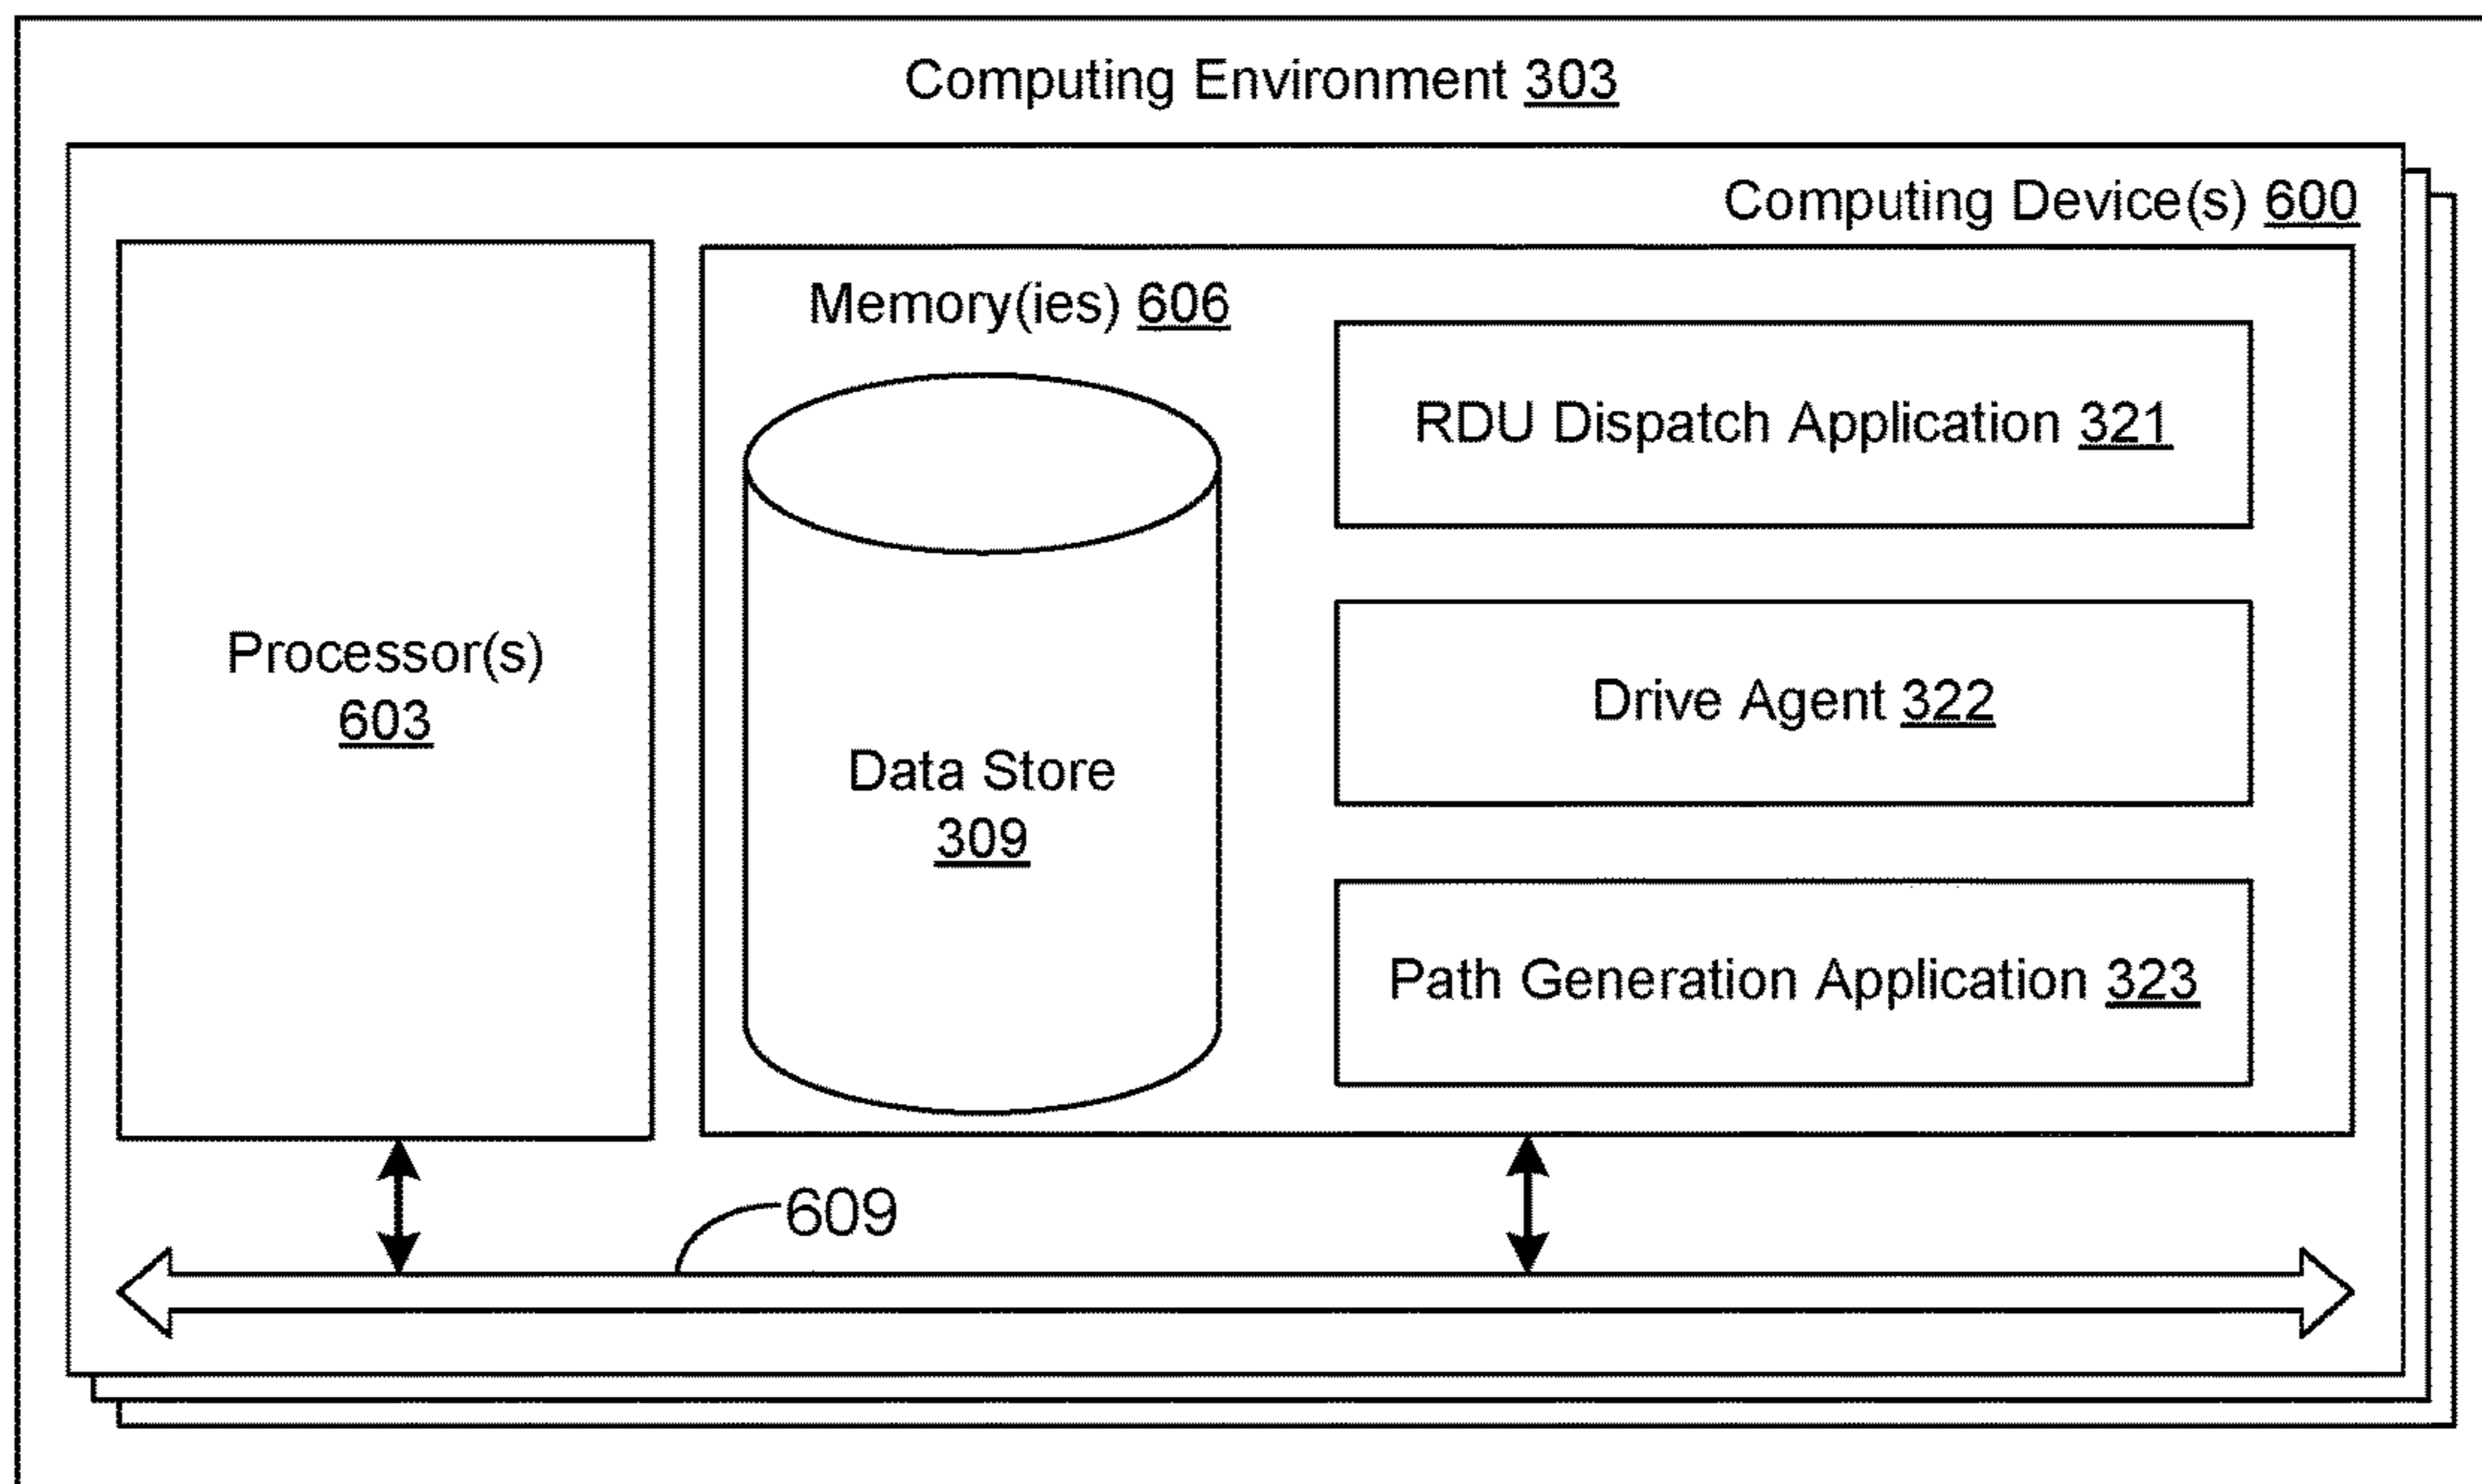 Computing Environment 303
Computing Device(s) 600
Processor(s)
603
Memory(ies) 606
Data Store
309
RDU Dispatch Application 321
Drive Agent 322
Path Generation Application 323
609